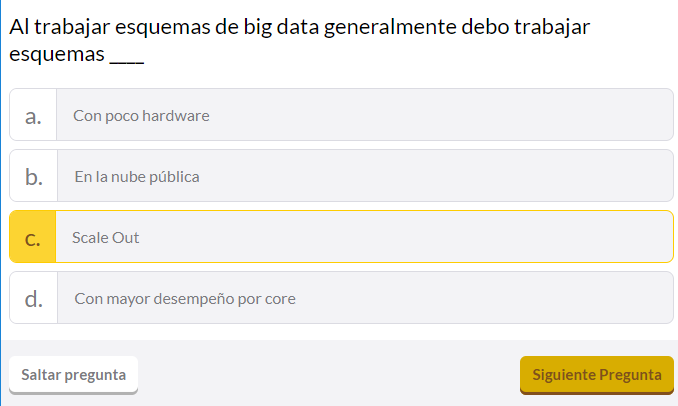 Al trabajar esquemas de big data generalmente debo trabajar
esquemas ____
a. Con poco hardware
b. En la nube pública
c. Scale Out
d. Con mayor desempeño por core
Saltar pregunta Siguiente Pregunta